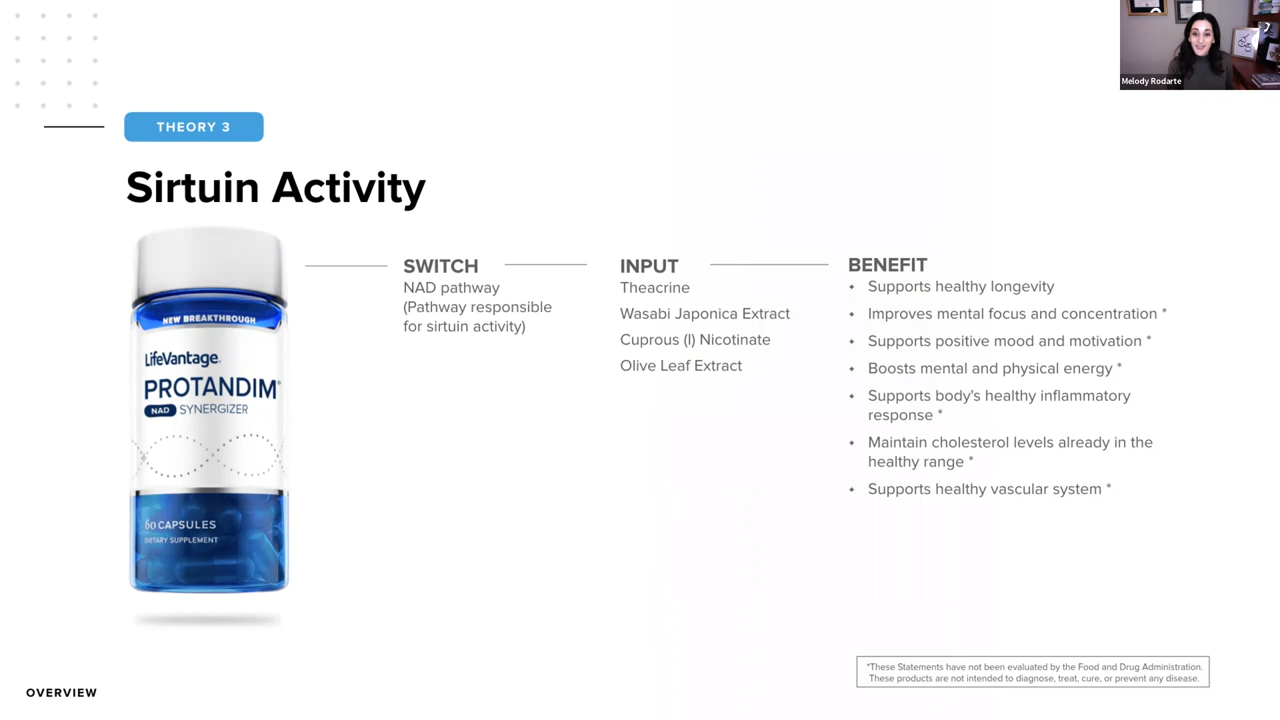 Melody Rodarte
THEORY 3
Sirtuin Activity
NEW BREAKTHROUGH
LifeVantage.
PROTANDIM®
NAD SYNERGIZER
60 CAPSULES
DIETARY SUPPLEMENT
SWITCH
NAD pathway
(Pathway responsible
for sirtuin activity)
INPUT
Theacrine
Wasabi Japonica Extract
Cuprous (I) Nicotinate
Olive Leaf Extract
BENEFIT
Supports healthy longevity
Improves mental focus and concentration *
Supports positive mood and motivation *
Boosts mental and physical energy *
Supports body's healthy inflammatory
response *
Maintain cholesterol levels already in the
healthy range *
Supports healthy vascular system *
*These Statements have not been evaluated by the Food and Drug Administration.
These products are not intended to diagnose, treat, cure, or prevent any disease.
OVERVIEW